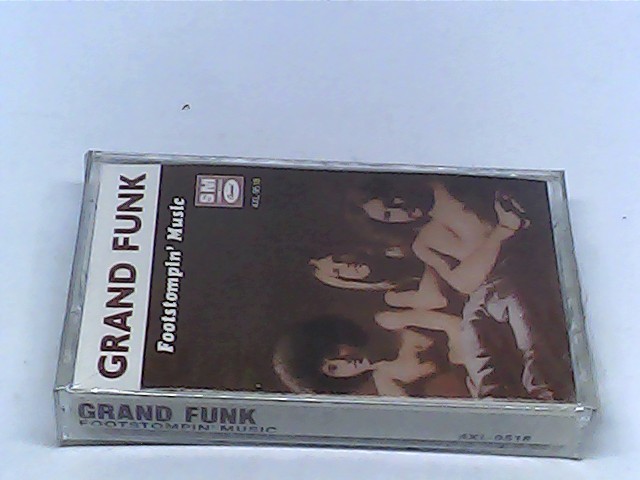 GRAND FUNK
Footstompin' Music
SM
4XL-9518
GRAND FUNK
FOOTSTOMPIN' MUSIC
4XL-9518